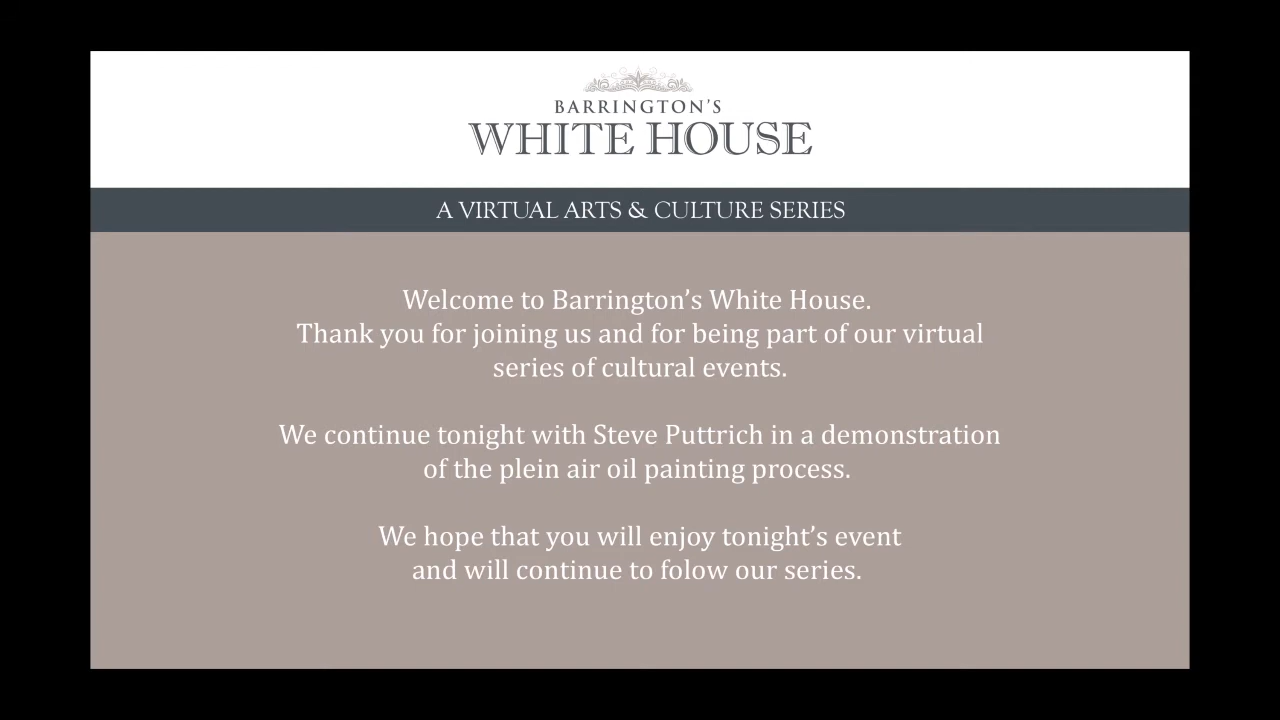 BARRINGTON'S
WHITE HOUSE
A VIRTUAL ARTS & CULTURE SERIES
Welcome to Barrington’s White House.
Thank you for joining us and for being part of our virtual
series of cultural events.
We continue tonight with Steve Puttrich in a demonstration
of the plein air oil painting process.
We hope that you will enjoy tonight’s event
and will continue to folow our series.